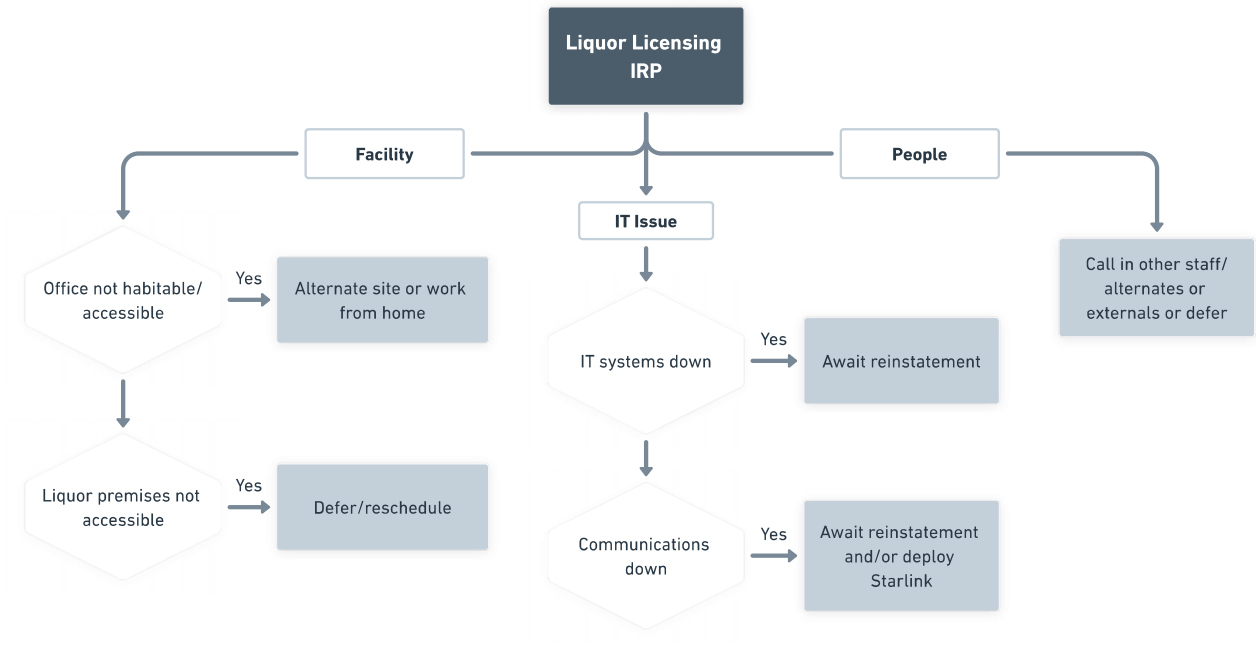 Liquor Licensing
IRP
Facility
People
IT Issue
Office not habitable/
accessible
Yes
Alternate site or work
from home
Call in other staff/
alternates or
externals or defer
IT systems down
Yes
Await reinstatement
Liquor premises not
accessible
Yes
Defer/reschedule
Communications
down
Yes
Await reinstatement
and/or deploy
Starlink